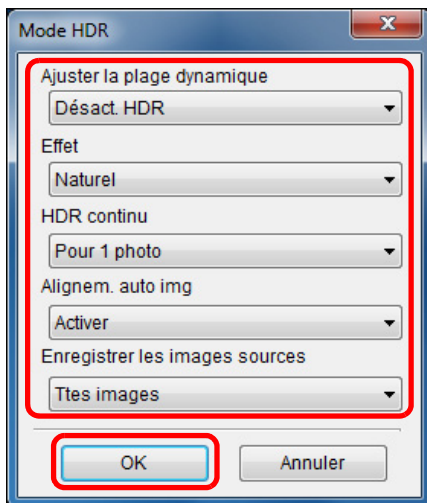 Mode HDR
Ajuster la plage dynamique
Désact. HDR
Effet
Naturel
HDR continu
Pour 1 photo
Alignem. auto img
Activer
Enregistrer les images sources
Ttes images
OK Annuler